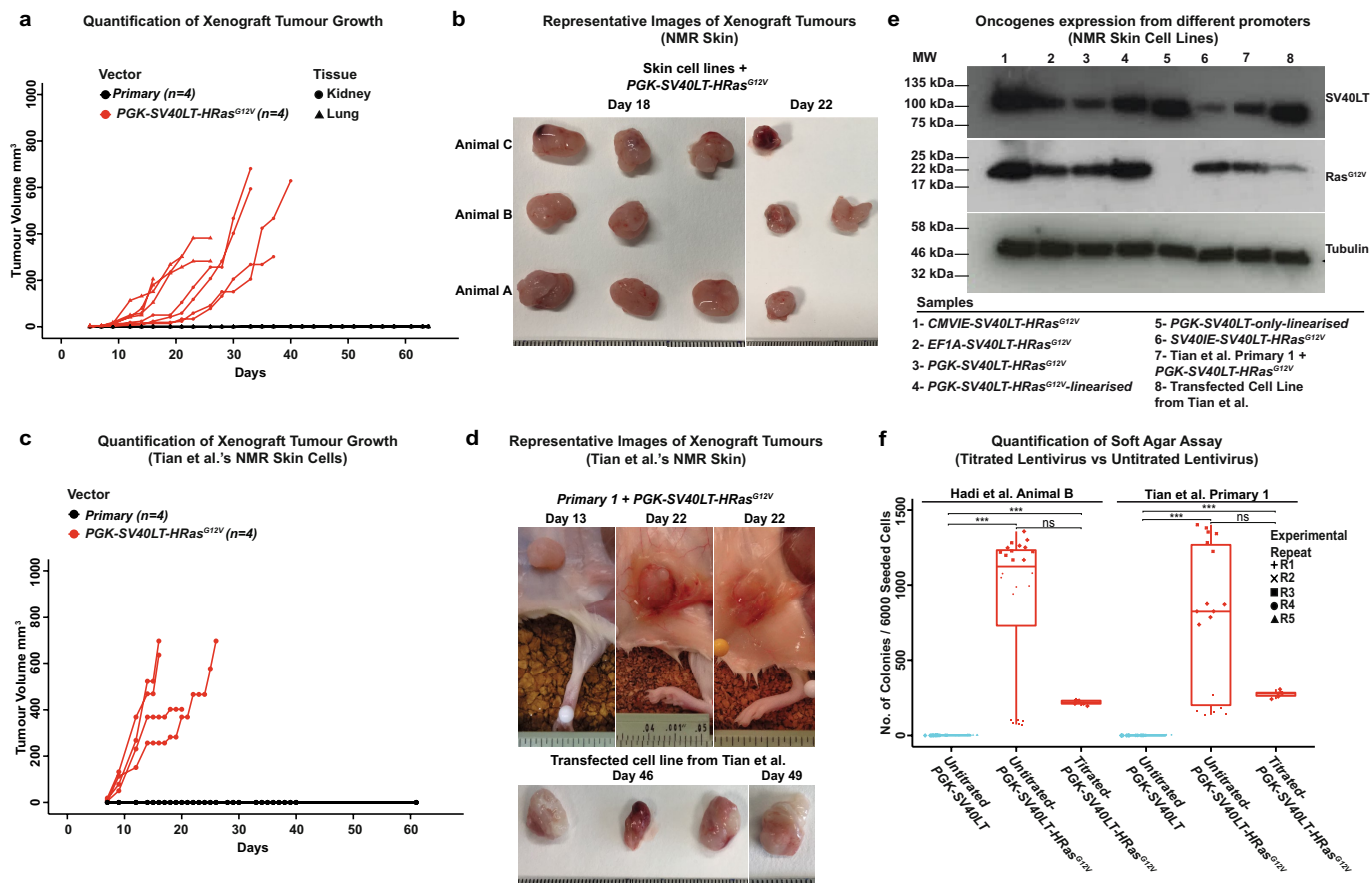 a
Quantification of Xenograft Tumour Growth
Vector
Primary (n=4)
PGK-SV40LT-HRasG12V (n=4)
Tissue
Kidney
Lung
Tumour Volume mm3
1000
800
600
400
200
0
0 10 20 30 40 50 60
Days
b
Representative Images of Xenograft Tumours
(NMR Skin)
Skin cell lines +
PGK-SV40LT-HRasG12V
Day 18 Day 22
Animal C
Animal B
Animal A
e
Oncogenes expression from different promoters
(NMR Skin Cell Lines)
MW 1 2 3 4 5 6 7 8
135 kDa
100 kDa
75 kDa
SV40LT
25 kDa
22 kDa
17 kDa
RasG12V
58 kDa
46 kDa
32 kDa
Tubulin
Samples
1- CMVIE-SV40LT-HRasG12V
2- EF1A-SV40LT-HRasG12V
3- PGK-SV40LT-HRasG12V
4- PGK-SV40LT-HRasG12V-linearised
5- PGK-SV40LT-only-linearised
6- SV40IE-SV40LT-HRasG12V
7- Tian et al. Primary 1 +
PGK-SV40LT-HRasG12V
8- Transfected Cell Line
from Tian et al.
c
Quantification of Xenograft Tumour Growth
(Tian et al.'s NMR Skin Cells)
Vector
Primary (n=4)
PGK-SV40LT-HRasG12V (n=4)
Tumour Volume mm3
1000
800
600
400
200
0
0 10 20 30 40 50 60
Days
d
Representative Images of Xenograft Tumours
(Tian et al.'s NMR Skin)
Primary 1 + PGK-SV40LT-HRasG12V
Day 13 Day 22 Day 22
.04 .001" .05
Transfected cell line from Tian et al.
Day 46 Day 49
f
Quantification of Soft Agar Assay
(Titrated Lentivirus vs Untitrated Lentivirus)
Hadi et al. Animal B Tian et al. Primary 1
*** ***
*** ns *** ns
Experimental
Repeat
R1
R2
R3
R4
R5
No. of Colonies / 6000 Seeded Cells
1500
1000
500
0
Untitrated
PGK-SV40LT
Untitrated-
PGK-SV40LT-HRasG12V
Titrated-
PGK-SV40LT-HRasG12V
Untitrated
PGK-SV40LT
Untitrated-
PGK-SV40LT-HRasG12V
Titrated-
PGK-SV40LT-HRasG12V